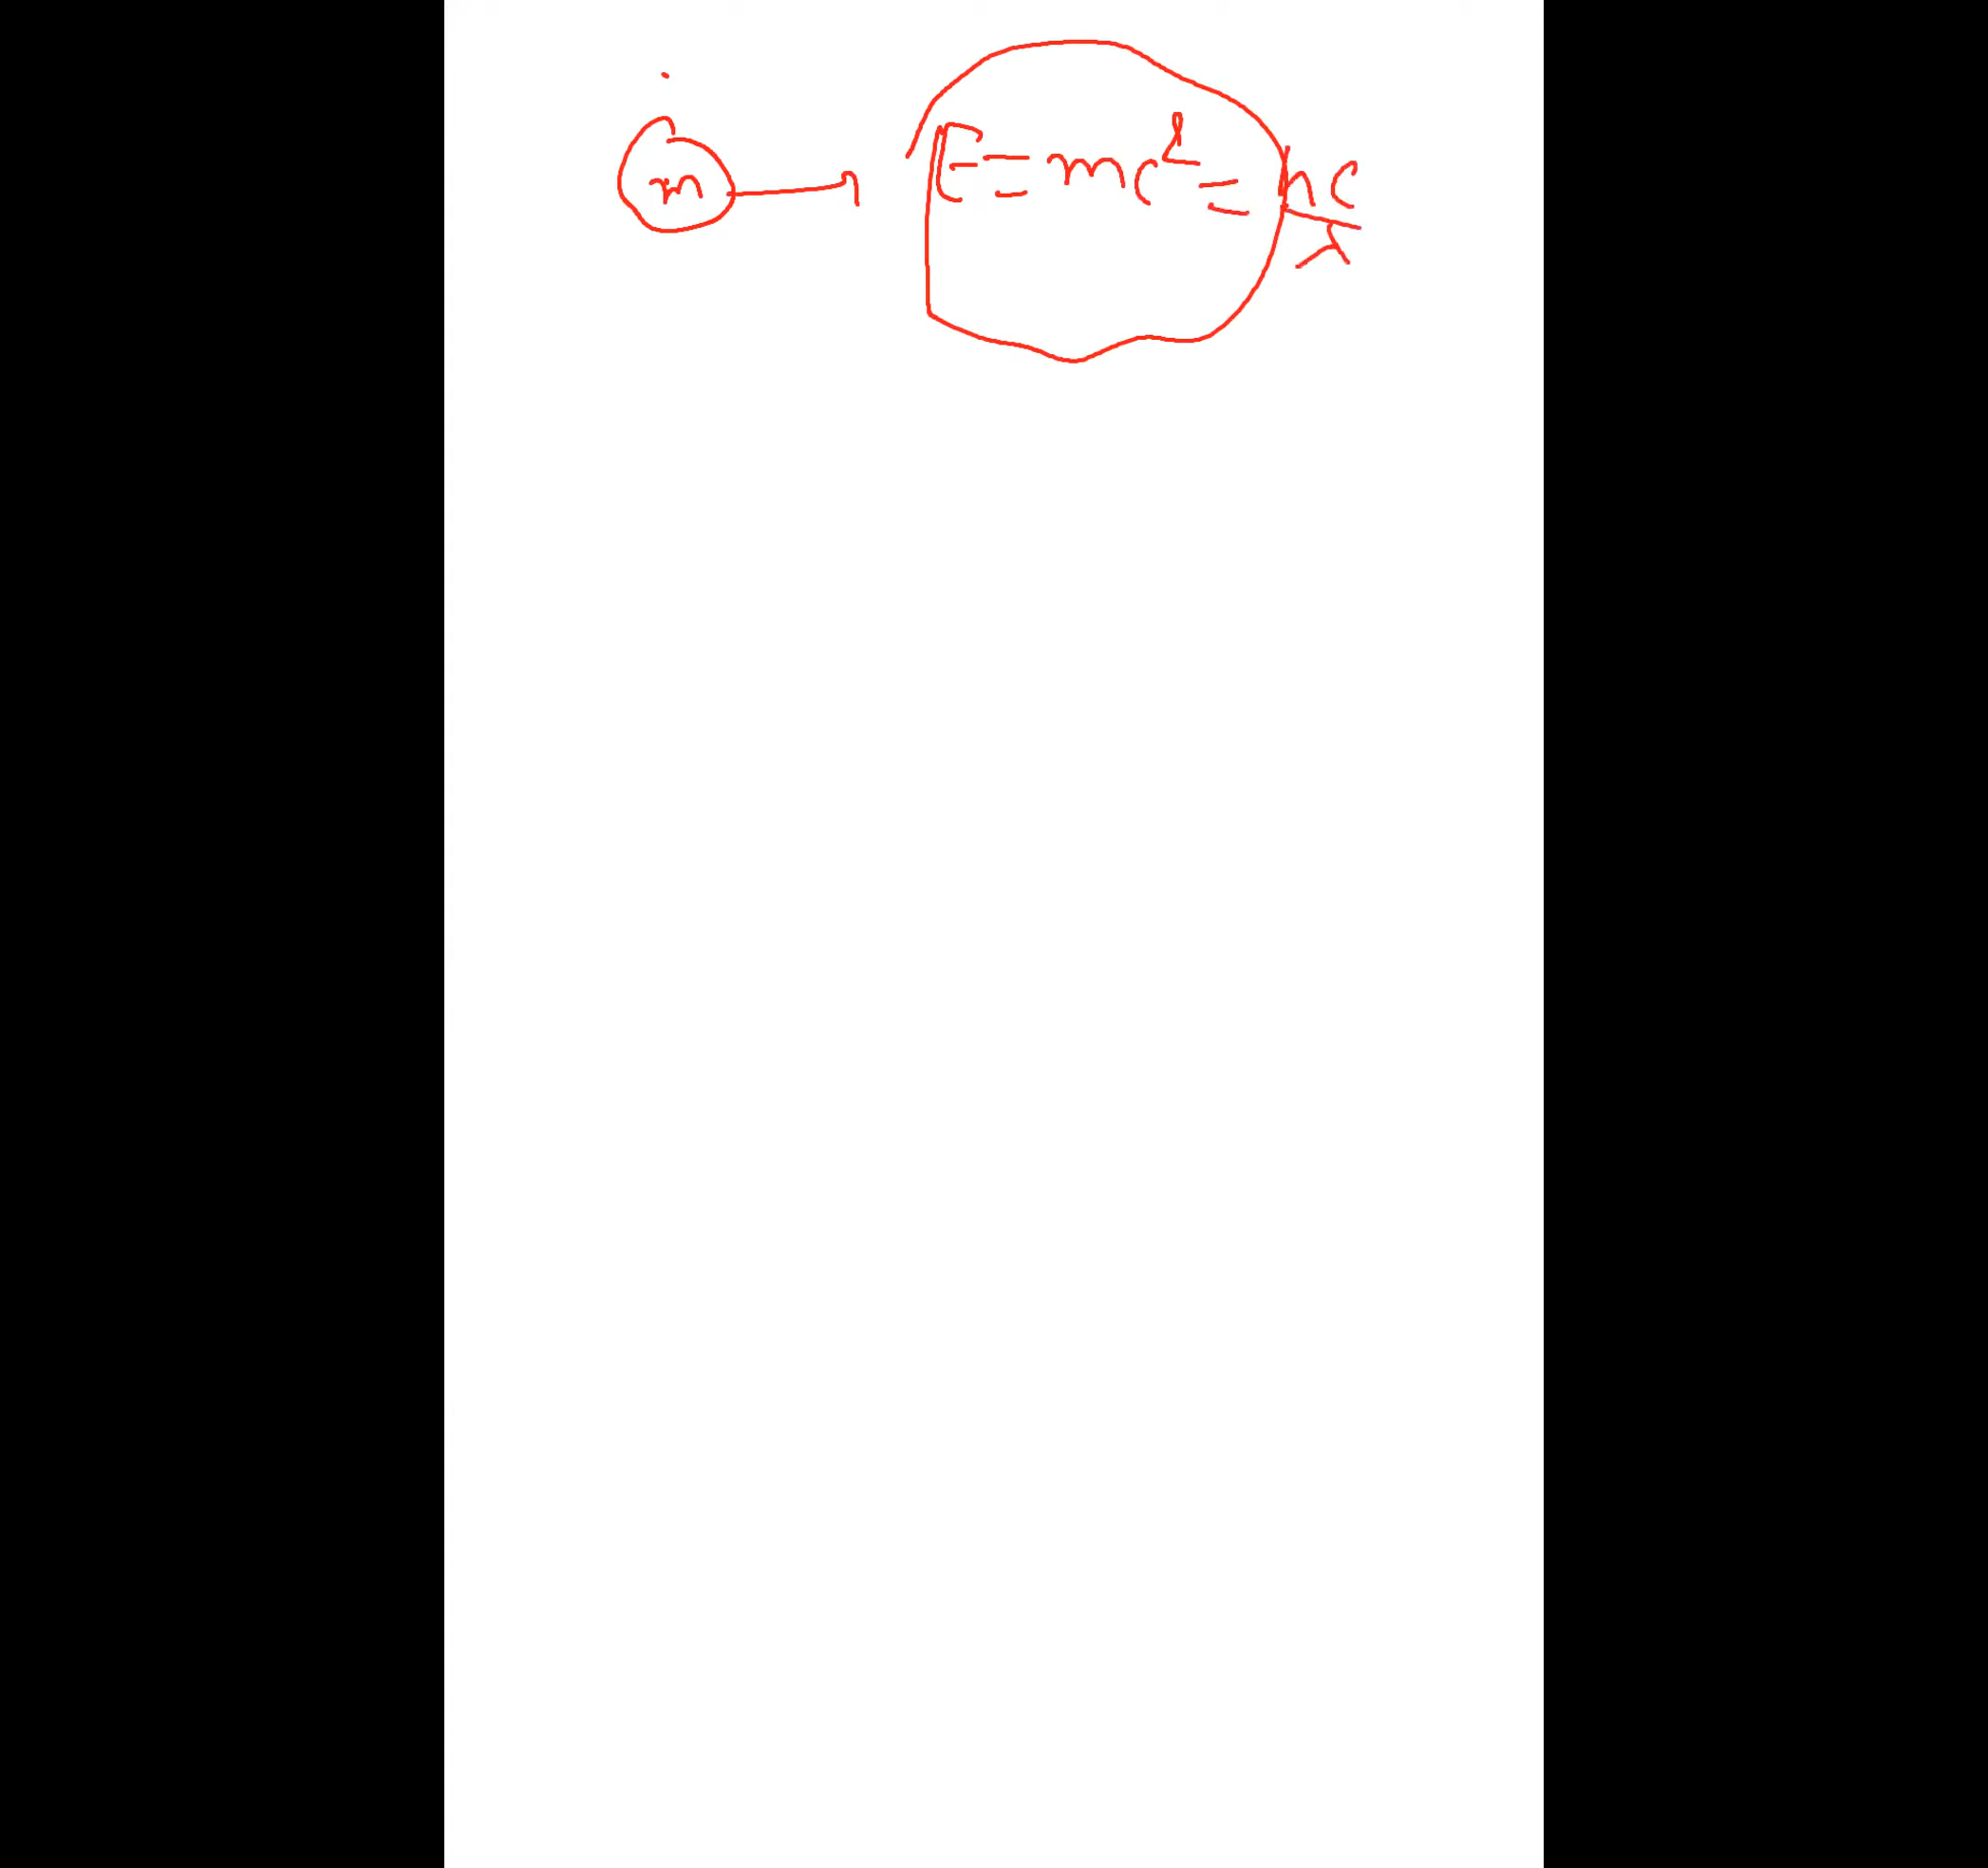 m E = mc² = hc/λ